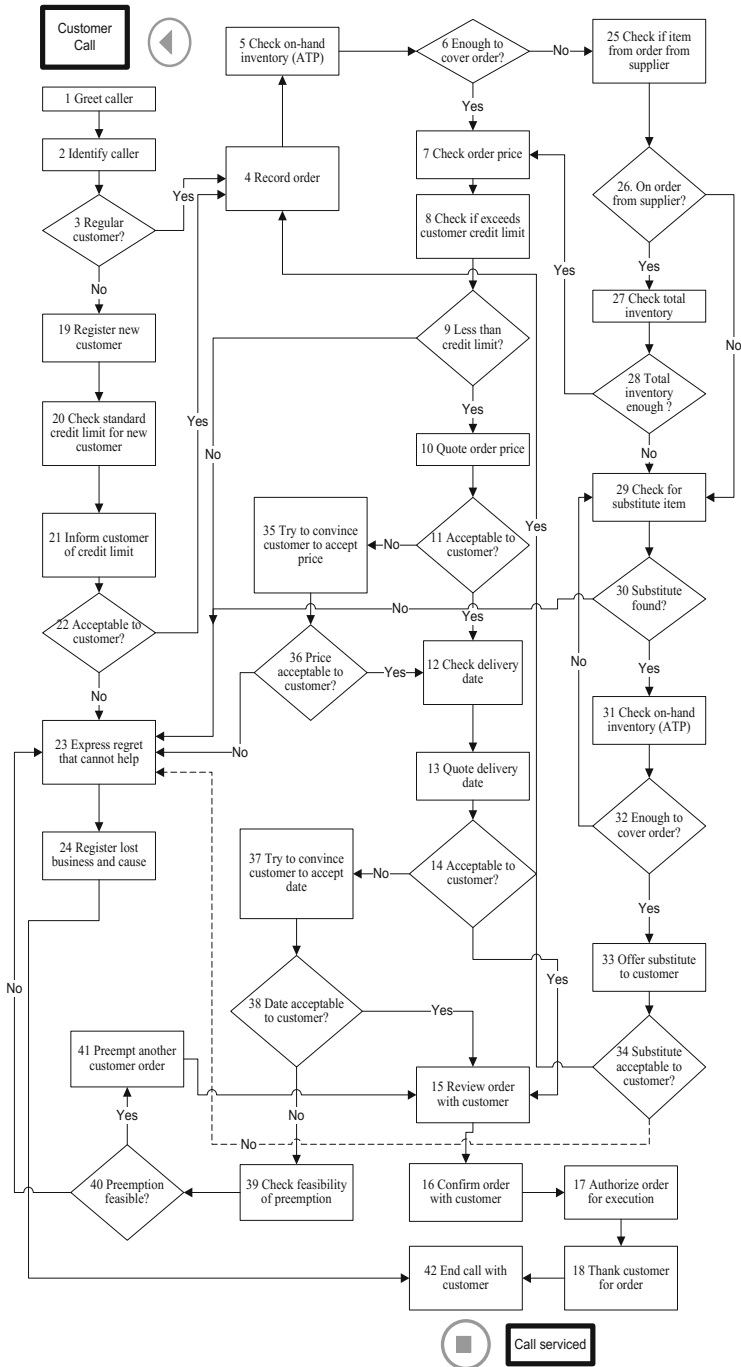 Customer
Call
1 Greet caller
2 Identify caller
3 Regular
customer?
Yes
No
4 Record order
5 Check on-hand
inventory (ATP)
6 Enough to
cover order?
No
Yes
7 Check order price
8 Check if exceeds
customer credit limit
9 Less than
credit limit?
No
Yes
10 Quote order price
11 Acceptable to
customer?
No
Yes
12 Check delivery
date
13 Quote delivery
date
14 Acceptable to
customer?
No
Yes
15 Review order
with customer
16 Confirm order
with customer
17 Authorize order
for execution
18 Thank customer
for order
19 Register new
customer
20 Check standard
credit limit for new
customer
21 Inform customer
of credit limit
22 Acceptable to
customer?
Yes
No
23 Express regret
that cannot help
24 Register lost
business and cause
25 Check if item
from order from
supplier
26. On order
from supplier?
Yes
No
27 Check total
inventory
28 Total
inventory
enough ?
Yes
No
29 Check for
substitute item
30 Substitute
found?
No
Yes
31 Check on-hand
inventory (ATP)
32 Enough to
cover order?
No
Yes
33 Offer substitute
to customer
34 Substitute
acceptable to
customer?
Yes
No
35 Try to convince
customer to accept
price
36 Price
acceptable to
customer?
Yes
No
37 Try to convince
customer to accept
date
38 Date acceptable
to customer?
Yes
No
39 Check feasibility
of preemption
40 Preemption
feasible?
Yes
No
41 Preempt another
customer order
42 End call with
customer
Call serviced